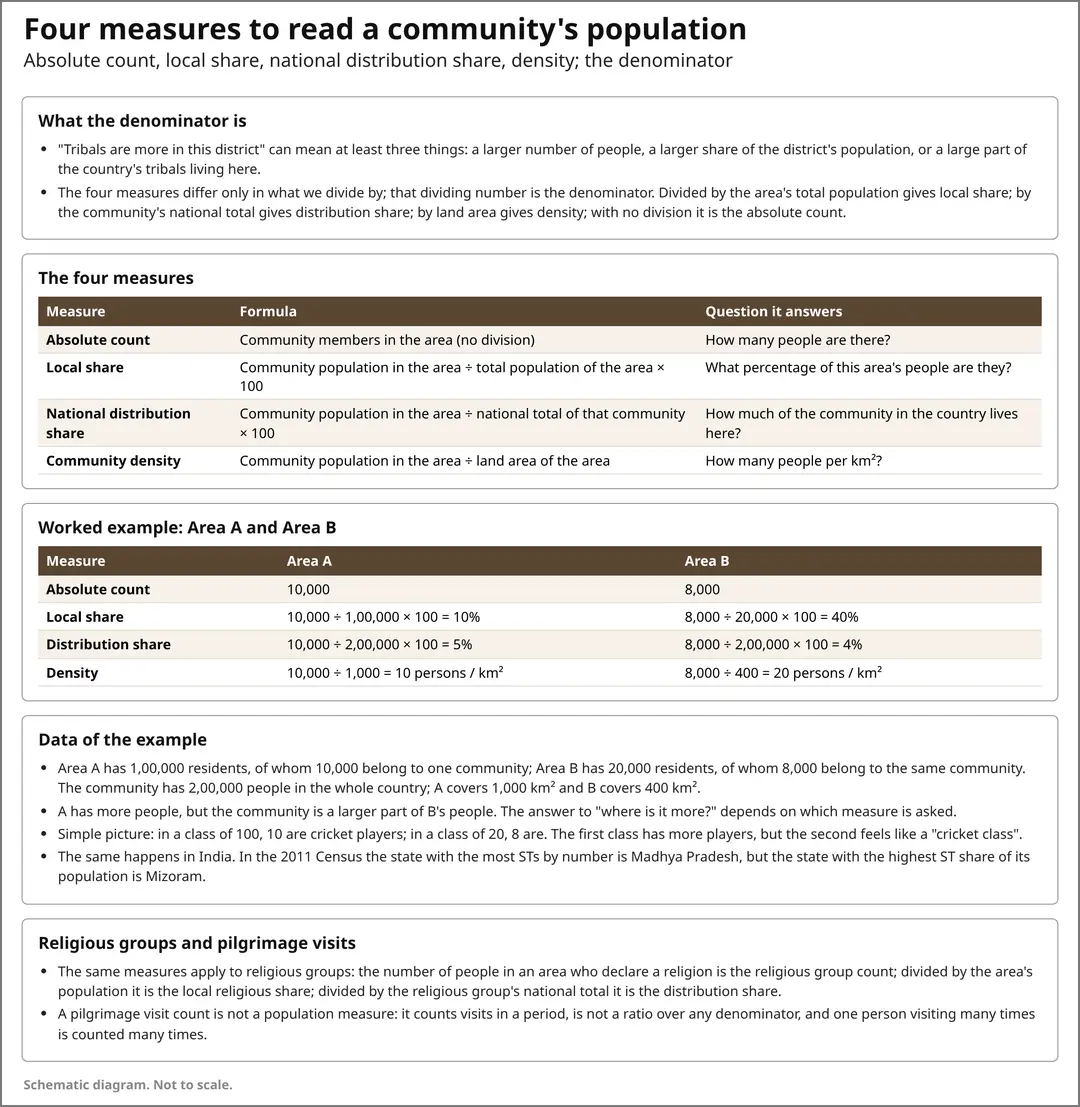 Four measures to read a community's population
Absolute count, local share, national distribution share, density; the denominator
What the denominator is
• "Tribals are more in this district" can mean at least three things: a larger number of people, a larger share of the district's population, or a large part of
the country's tribals living here.
• The four measures differ only in what we divide by; that dividing number is the denominator. Divided by the area's total population gives local share; by
the community's national total gives distribution share; by land area gives density; with no division it is the absolute count.
The four measures
Measure Formula Question it answers
Absolute count Community members in the area (no division) How many people are there?
Local share Community population in the area ÷ total population of the area × What percentage of this area's people are they?
100
National distribution Community population in the area ÷ national total of that community How much of the community in the country lives
share × 100 here?
Community density Community population in the area ÷ land area of the area How many people per km²?
Worked example: Area A and Area B
Measure Area A Area B
Absolute count 10,000 8,000
Local share 10,000 ÷ 1,00,000 × 100 = 10% 8,000 ÷ 20,000 × 100 = 40%
Distribution share 10,000 ÷ 2,00,000 × 100 = 5% 8,000 ÷ 2,00,000 × 100 = 4%
Density 10,000 ÷ 1,000 = 10 persons / km² 8,000 ÷ 400 = 20 persons / km²
Data of the example
• Area A has 1,00,000 residents, of whom 10,000 belong to one community; Area B has 20,000 residents, of whom 8,000 belong to the same community.
The community has 2,00,000 people in the whole country; A covers 1,000 km² and B covers 400 km².
• A has more people, but the community is a larger part of B's people. The answer to "where is it more?" depends on which measure is asked.
• Simple picture: in a class of 100, 10 are cricket players; in a class of 20, 8 are. The first class has more players, but the second feels like a "cricket class".
• The same happens in India. In the 2011 Census the state with the most STs by number is Madhya Pradesh, but the state with the highest ST share of its
population is Mizoram.
Religious groups and pilgrimage visits
• The same measures apply to religious groups: the number of people in an area who declare a religion is the religious group count; divided by the area's
population it is the local religious share; divided by the religious group's national total it is the distribution share.
• A pilgrimage visit count is not a population measure: it counts visits in a period, is not a ratio over any denominator, and one person visiting many times
is counted many times.
Schematic diagram. Not to scale.